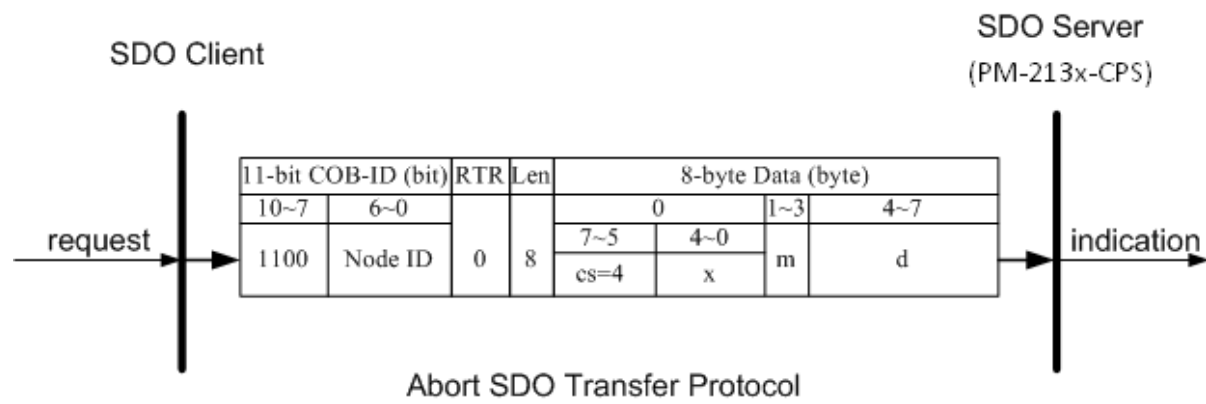 SDO Client
SDO Server
(PM-213x-CPS)
11-bit COB-ID (bit) RTR Len 8-byte Data (byte)
10~7 6~0 0 1~3 4~7
7~5 4~0
request 1100 Node ID 0 8 m d indication
cs=4 x
Abort SDO Transfer Protocol